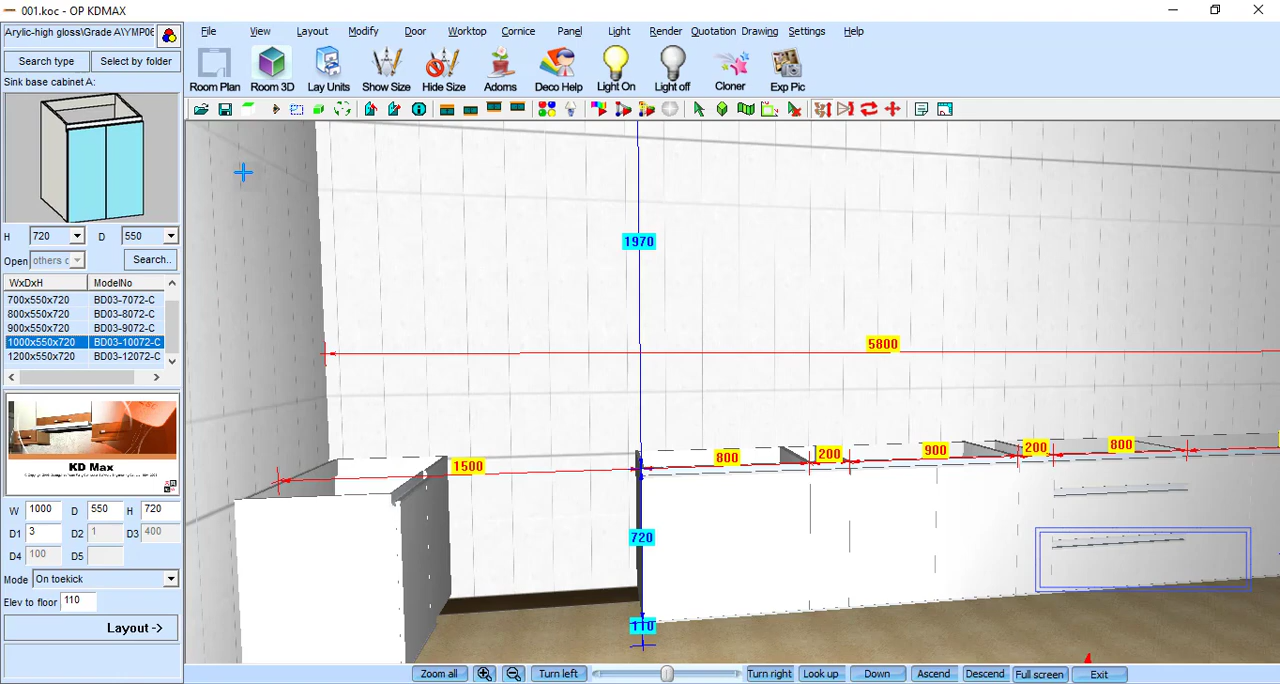 001.koc - OP KDMAX
Arylic-high gloss\Grade A\YMP06
File View Layout Modify Door Worktop Cornice Panel Light Render Quotation Drawing Settings Help
Search type Select by folder
Room Plan Room 3D Lay Units Show Size Hide Size Adoms Deco Help Light On Light off Cloner Exp Pic
Sink base cabinet A:
H 720 D 550
Open others c Search..
WxDxH ModelNo
700x550x720 BD03-7072-C
800x550x720 BD03-8072-C
900x550x720 BD03-9072-C
1000x550x720 BD03-10072-C
1200x550x720 BD03-12072-C
KD Max
W 1000 D 550 H 720
D1 3 D2 1 D3 400
D4 100 D5
Mode On toekick
Elev to floor 110
Layout ->
1970
5800
1500
800
200
900
200
800
720
110
Zoom all Turn left Turn right Look up Down Ascend Descend Full screen Exit